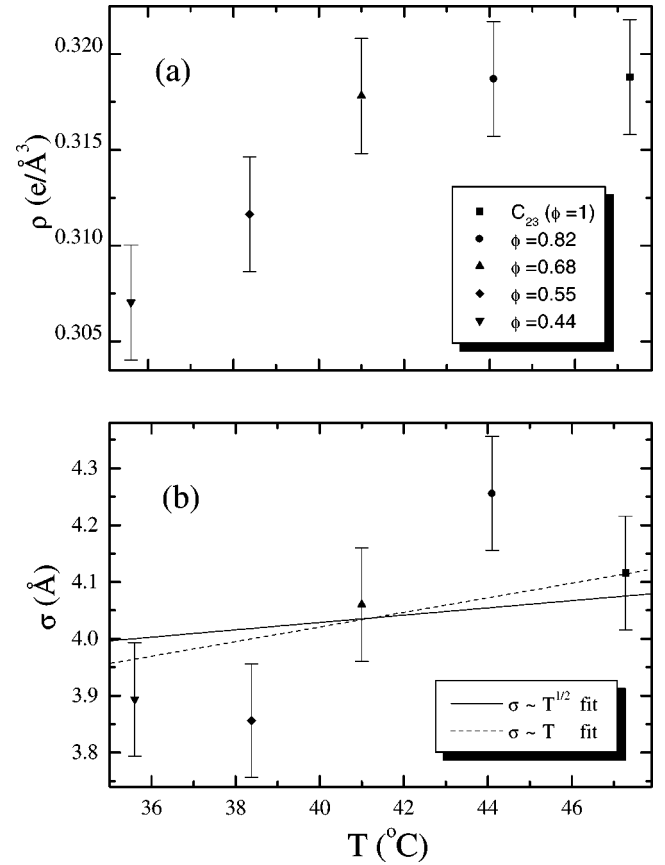 0.320
(a)
0.315
ρ (e/Å³)
0.310
0.305
C₂₃ (ϕ=1)
ϕ=0.82
ϕ=0.68
ϕ=0.55
ϕ=0.44
4.3
(b)
4.2
σ (Å)
4.1
4.0
3.9
3.8
σ ~ T^1/2 fit
σ ~ T fit
36 38 40 42 44 46
T (°C)